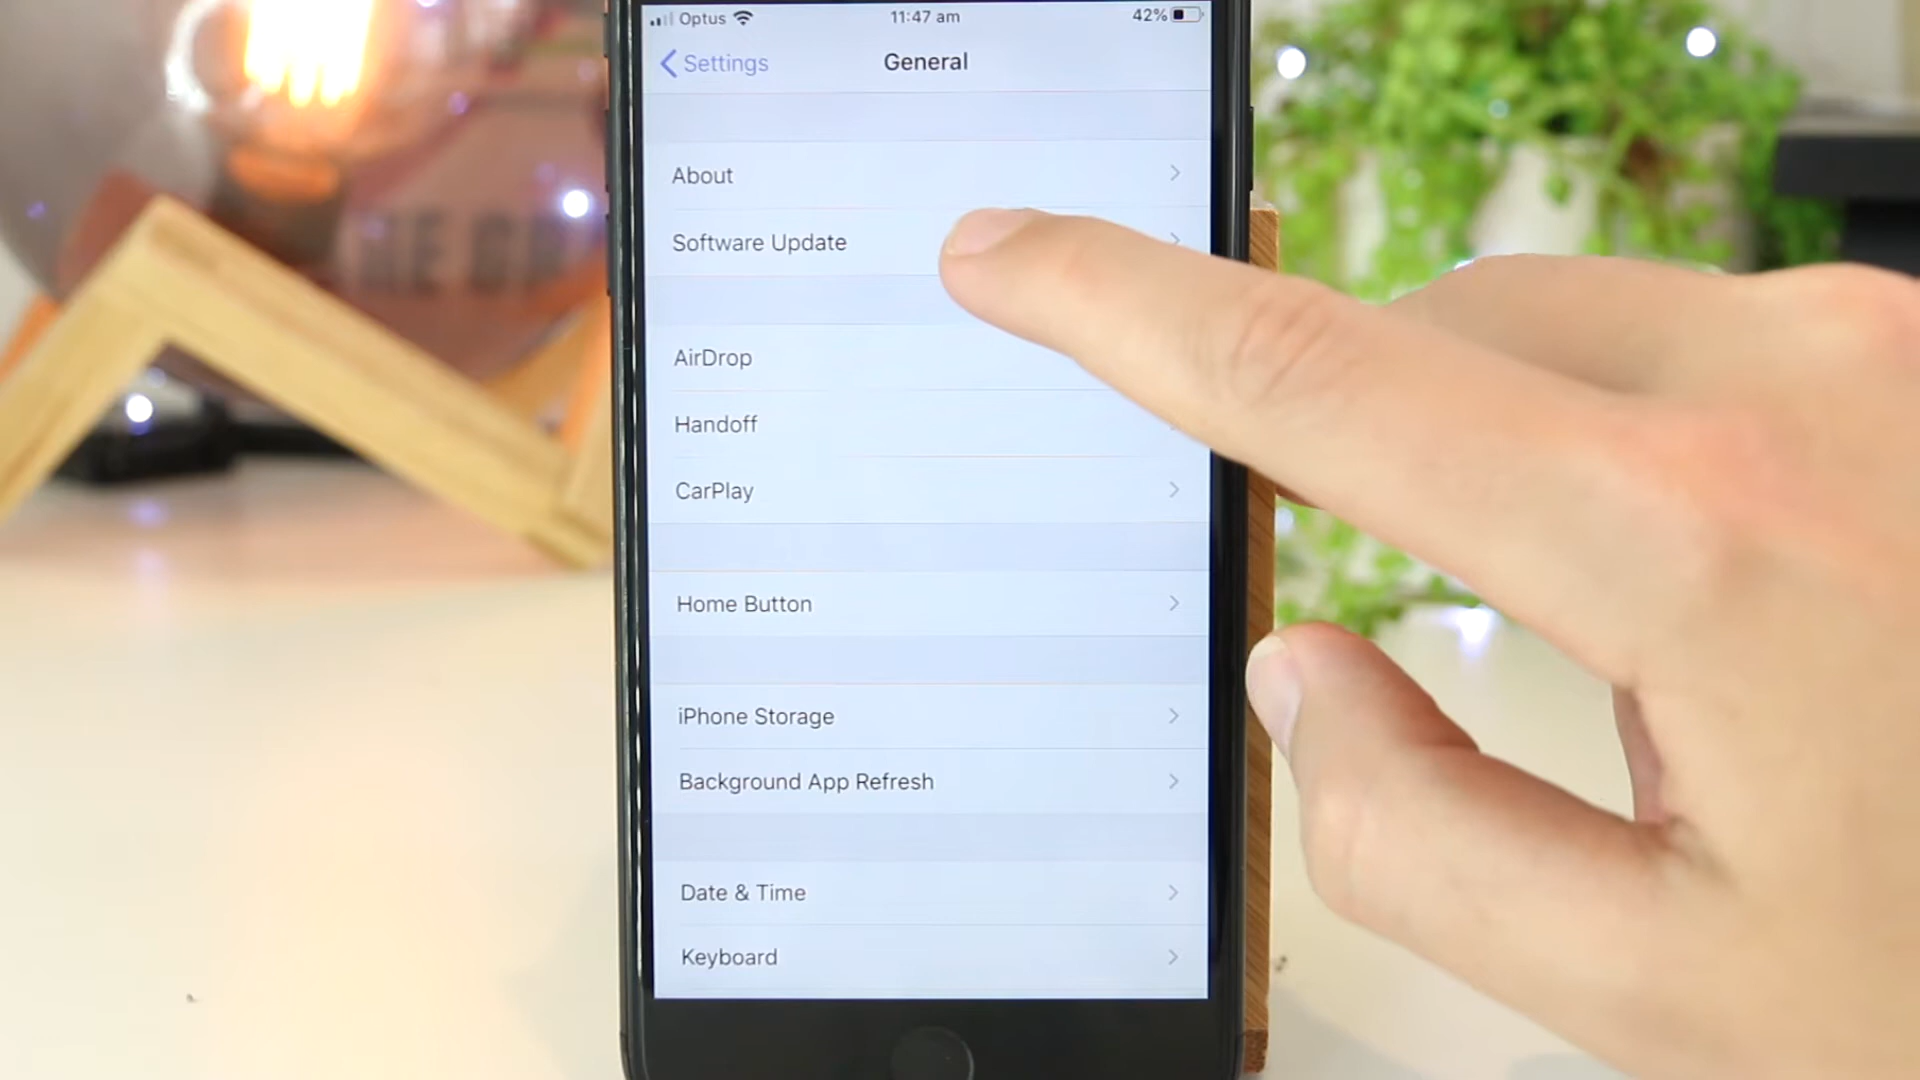 Optus 11:47 am 42%
Settings General
About
Software Update
AirDrop
Handoff
CarPlay
Home Button
iPhone Storage
Background App Refresh
Date & Time
Keyboard